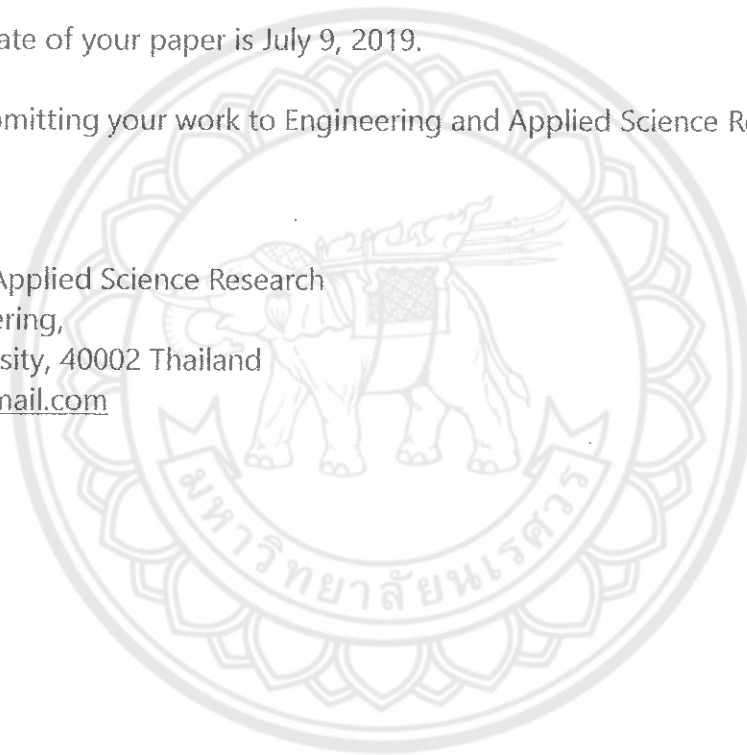 ate of your paper is July 9, 2019.
mitting your work to Engineering and Applied Science Re
Applied Science Research
ering,
sity, 40002 Thailand
mail.com
มหาวิทยาลัยนเรศวร